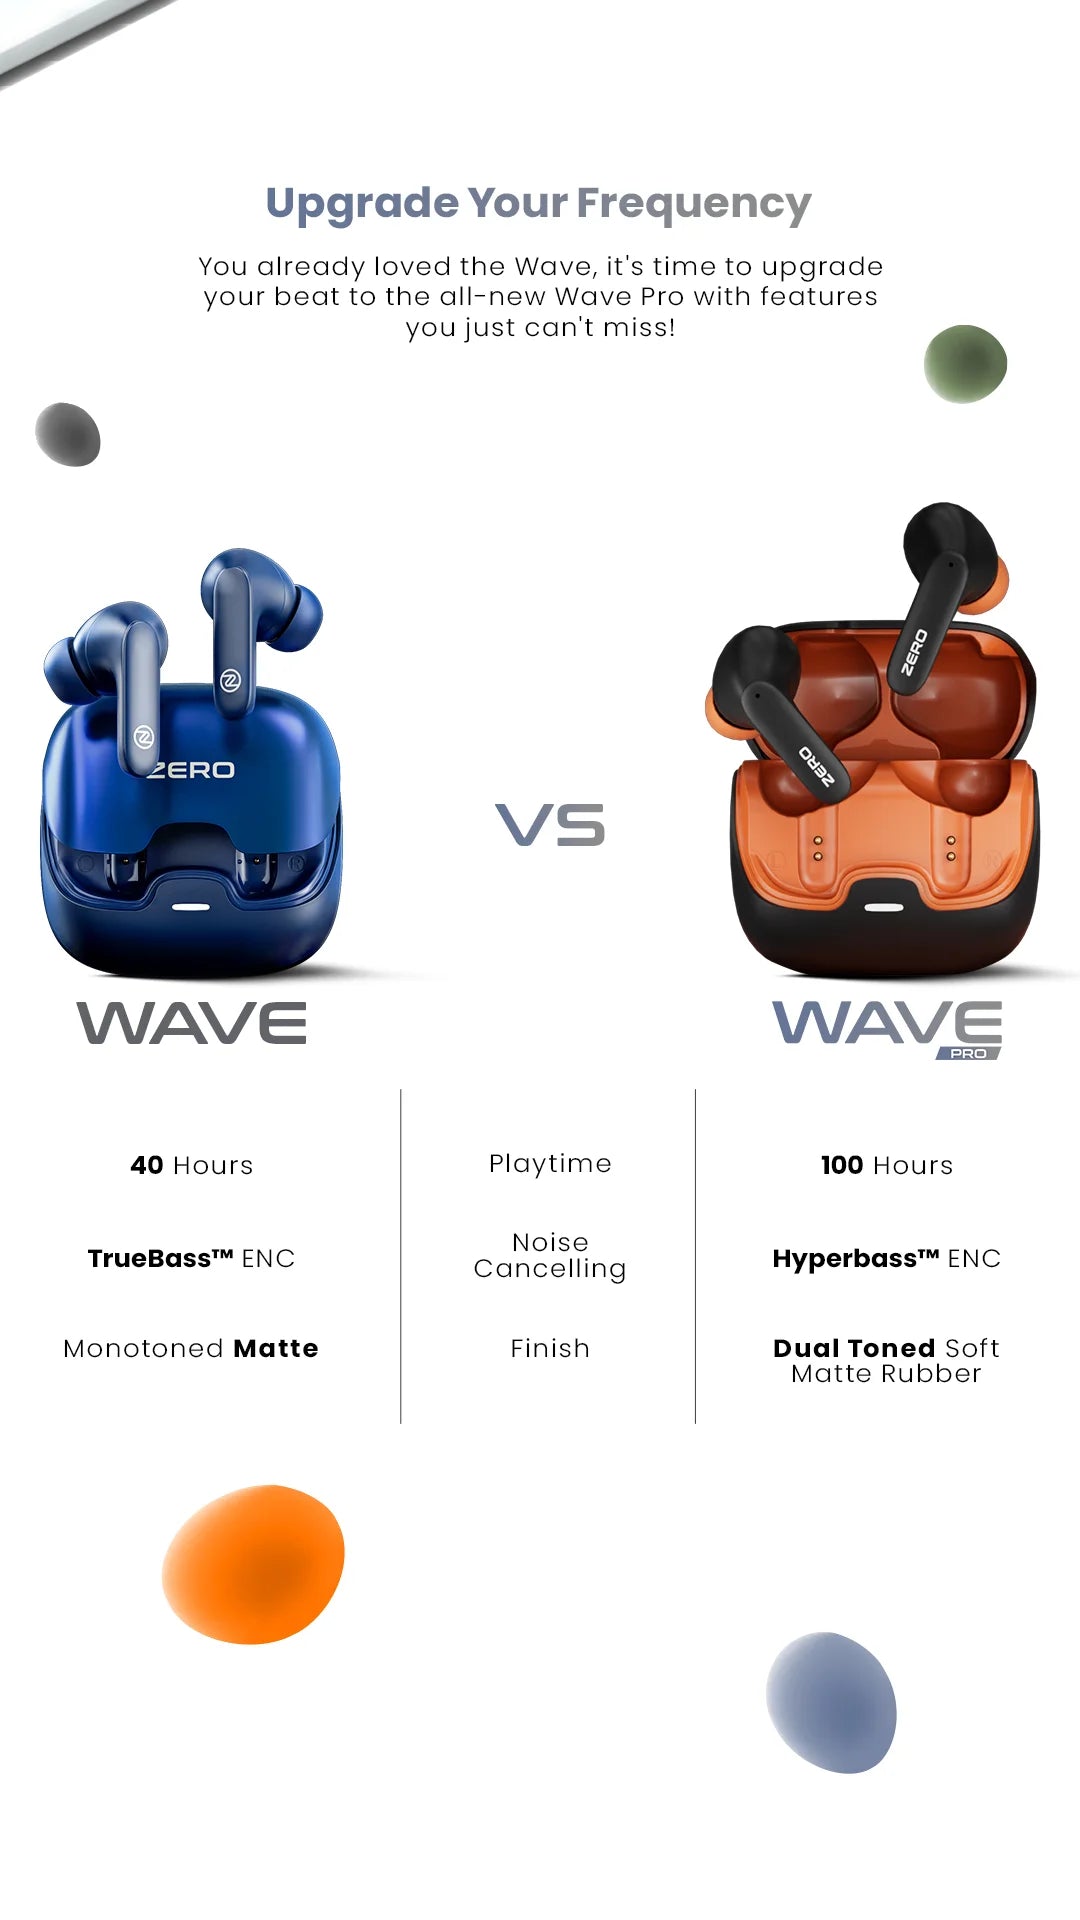 Upgrade Your Frequency
You already loved the Wave, it's time to upgrade
your beat to the all-new Wave Pro with features
you just can't miss!
ZERO
ZERO
ZERO
VS
WAVE
WAVE
PRO
40 Hours
Playtime
100 Hours
TrueBass™ ENC
Noise
Cancelling
Hyperbass™ ENC
Monotoned Matte
Finish
Dual Toned Soft
Matte Rubber